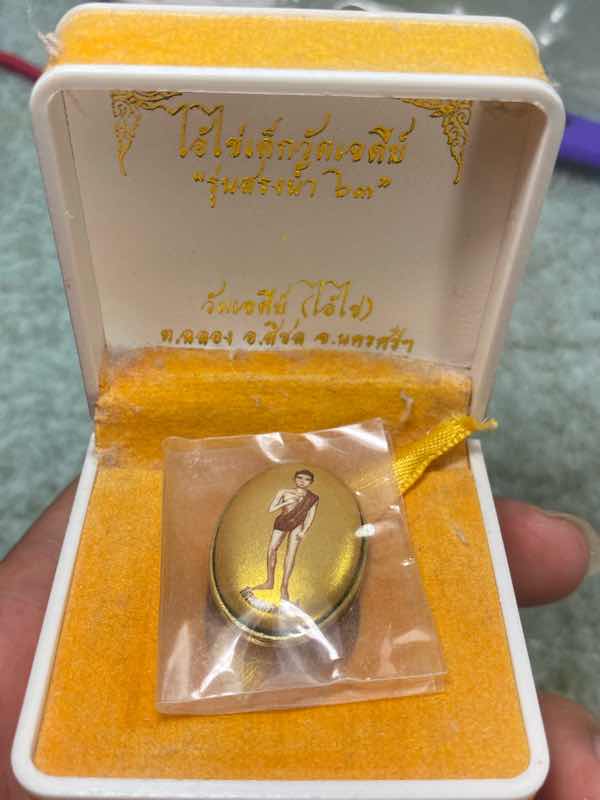 ไอ้ไข่เด็กวัดเจดีย์
"รุ่นสรงน้ำ ๖๓"
วัดเจดีย์ (ไอ้ไข่)
ต.ฉลอง อ.สิชล จ.นครศรีฯ